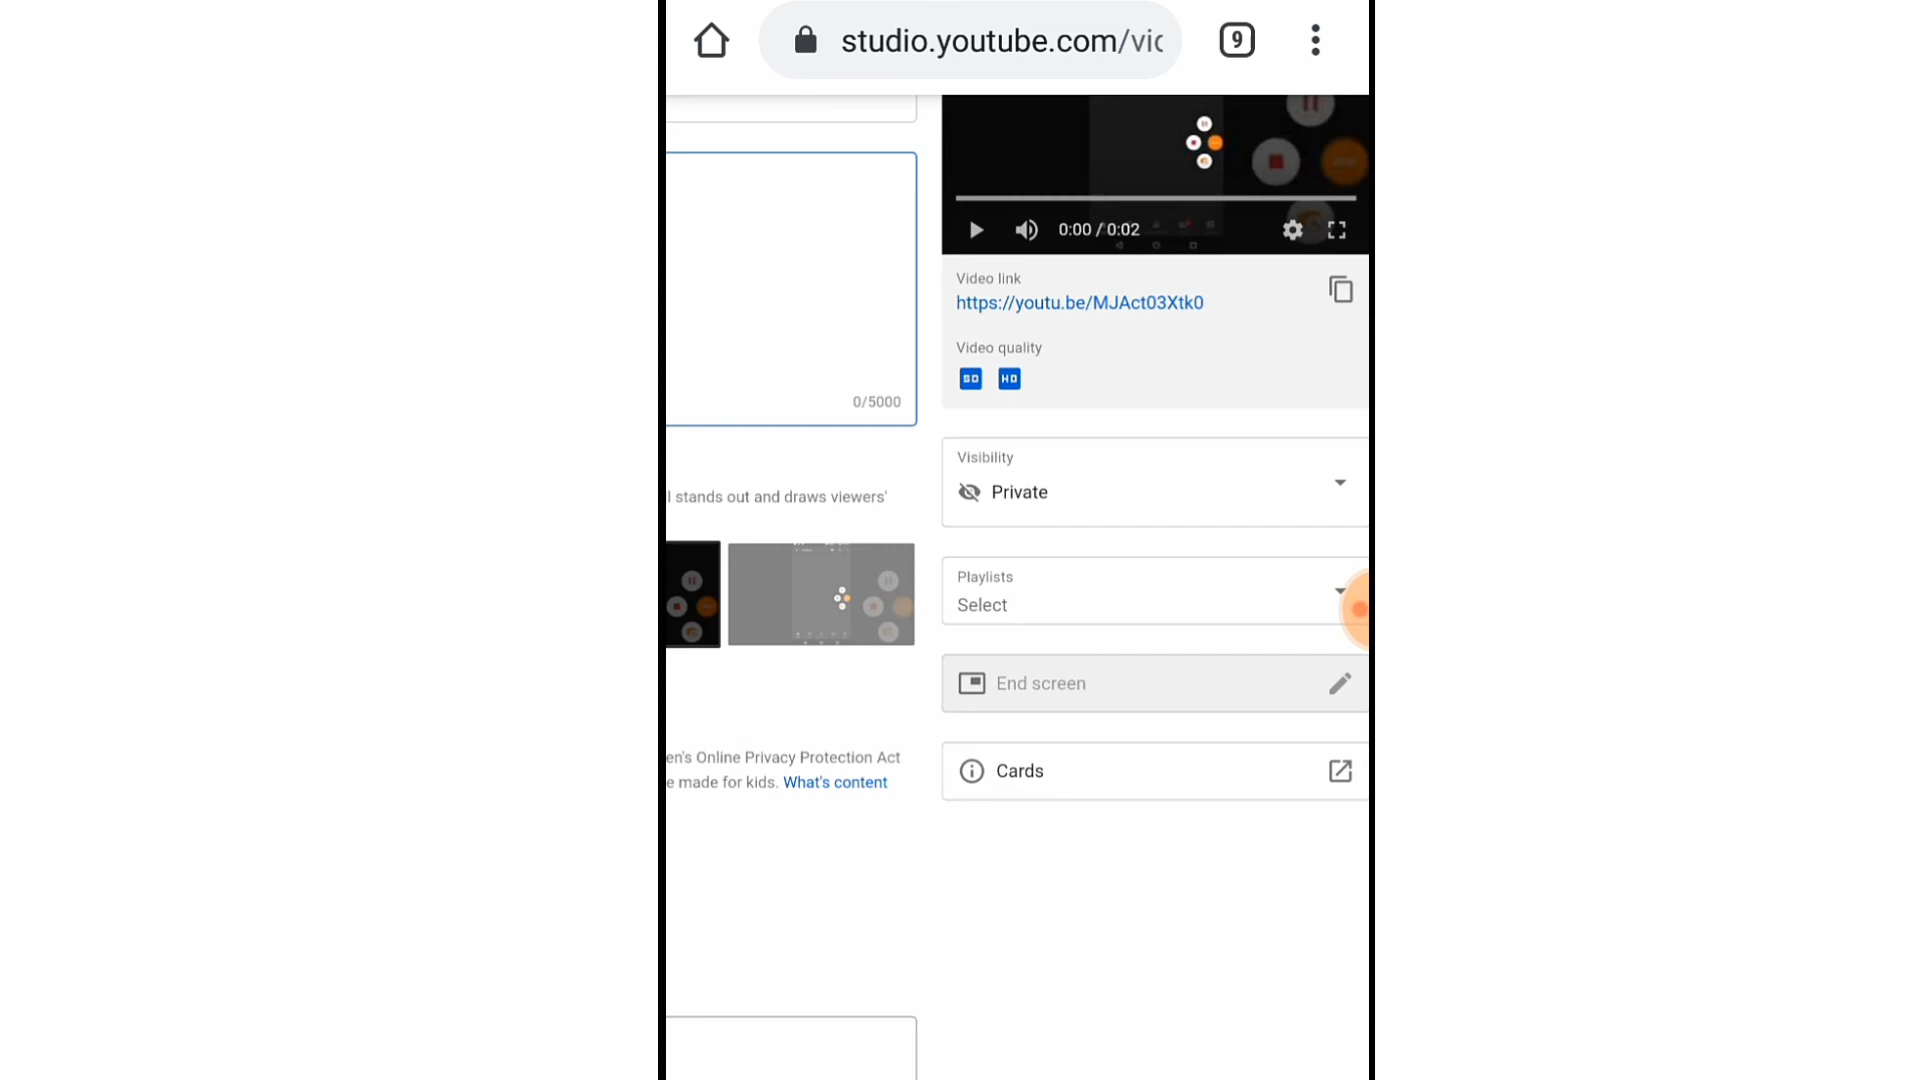 studio.youtube.com/vic
9
0:00 / 0:02
Video link
https://youtu.be/MJAct03Xtk0
Video quality
SD HD
0/5000
Visibility
Private
l stands out and draws viewers'
Playlists
Select
End screen
en's Online Privacy Protection Act
e made for kids. What's content
Cards